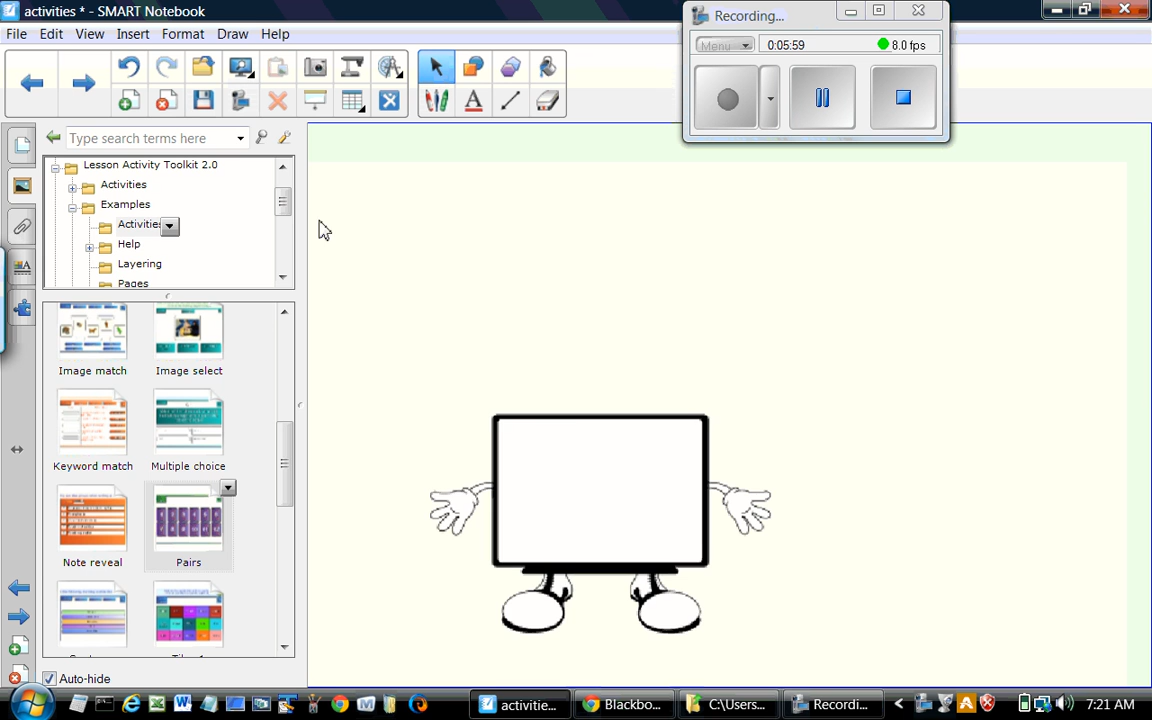 activities * - SMART Notebook
Recording...
File Edit View Insert Format Draw Help
Menu 0:05:59 8.0 fps
Type search terms here
Lesson Activity Toolkit 2.0
Activities
Examples
Activities
Help
Layering
Pages
Image match Image select
Keyword match Multiple choice
Note reveal Pairs
Auto-hide
activitie... Blackbo... C:\Users... Recordi... 7:21 AM